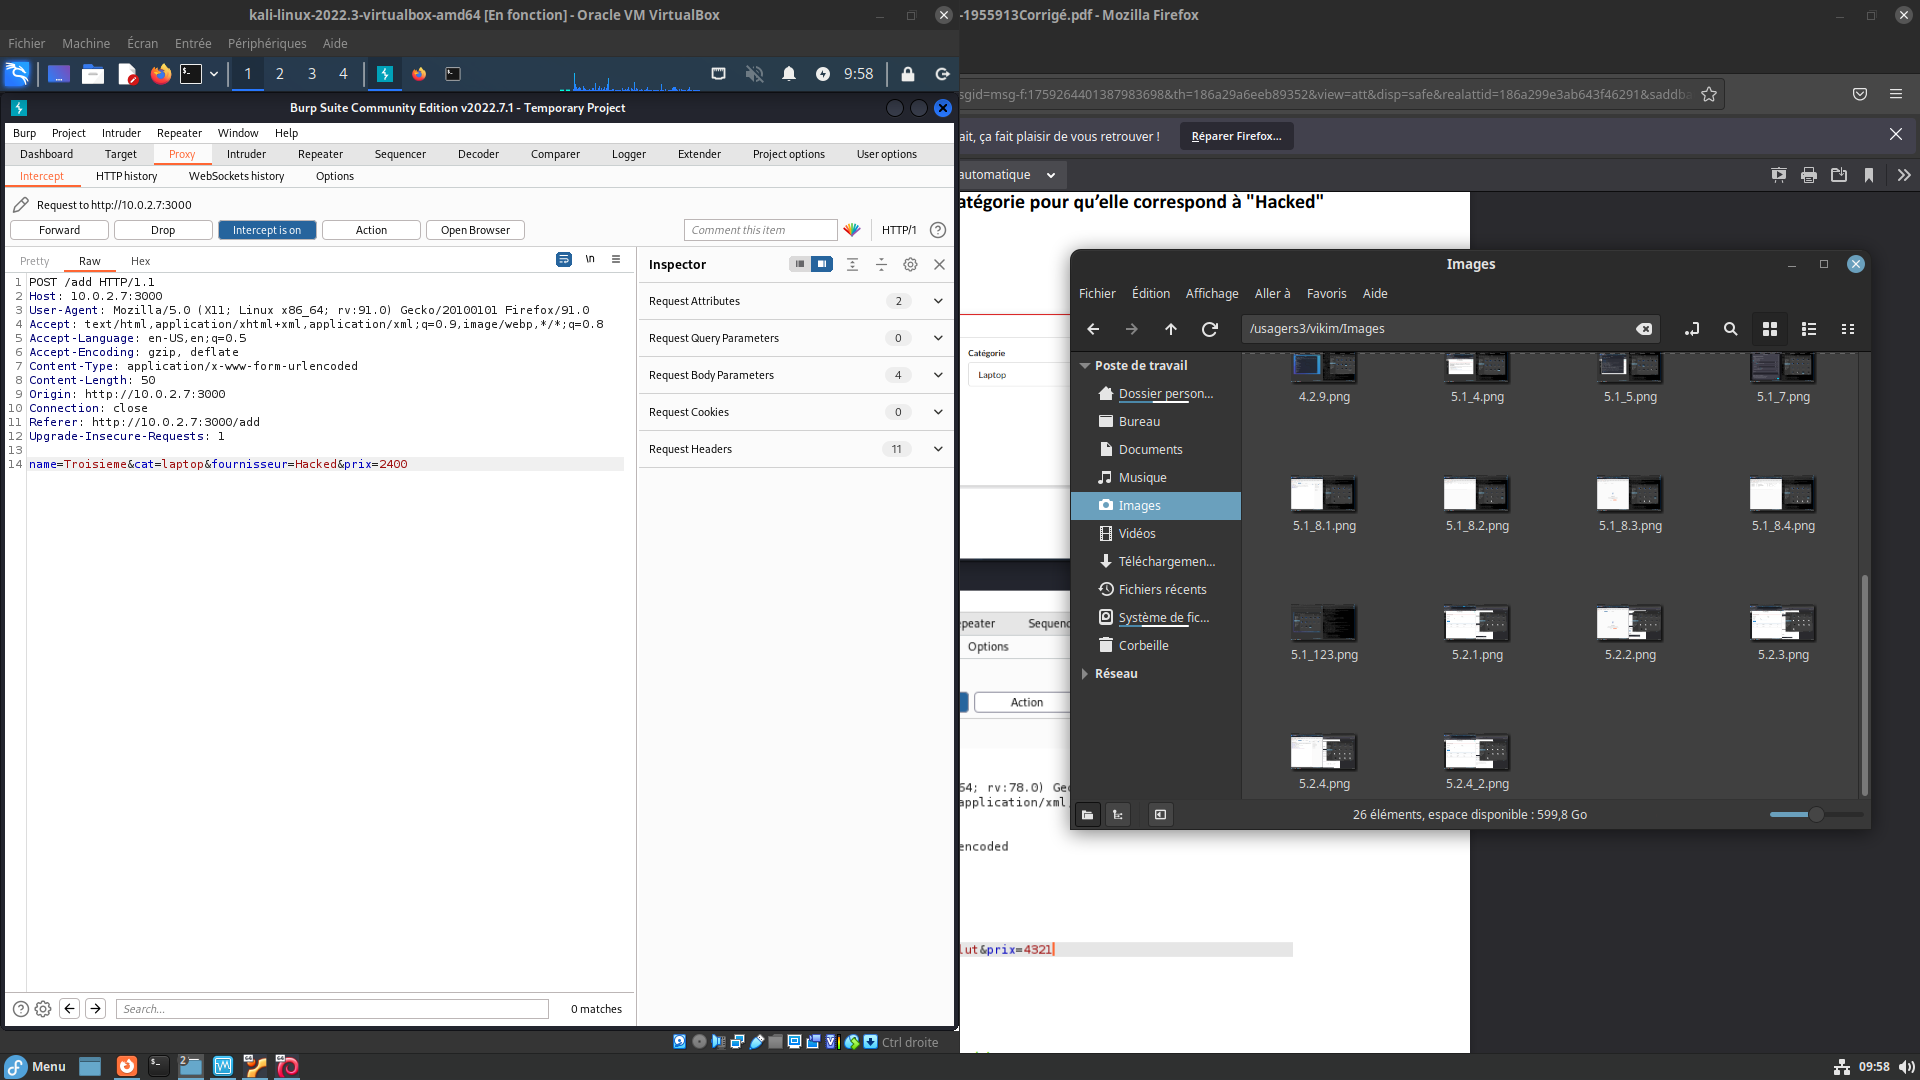 kali-linux-2022.3-virtualbox-amd64 [En fonction] - Oracle VM VirtualBox
-1955913Corrigé.pdf - Mozilla Firefox
Fichier Machine Écran Entrée Périphériques Aide
1 2 3 4 9:58
sgid=msg-f:1759264401387983698&th=186a29a6eeb89352&view=att&disp=safe&realattid=186a299e3ab643f46291&saddba
Burp Suite Community Edition v2022.7.1 - Temporary Project
ait, ça fait plaisir de vous retrouver ! Réparer Firefox...
Burp Project Intruder Repeater Window Help
Dashboard Target Proxy Intruder Repeater Sequencer Decoder Comparer Logger Extender Project options User options
Intercept HTTP history WebSockets history Options
automatique
Request to http://10.0.2.7:3000
atégorie pour qu’elle correspond à "Hacked"
Forward Drop Intercept is on Action Open Browser Comment this item HTTP/1 ?
Pretty Raw Hex \n
Inspector
1 POST /add HTTP/1.1
2 Host: 10.0.2.7:3000
3 User-Agent: Mozilla/5.0 (X11; Linux x86_64; rv:91.0) Gecko/20100101 Firefox/91.0
4 Accept: text/html,application/xhtml+xml,application/xml;q=0.9,image/webp,*/*;q=0.8
5 Accept-Language: en-US,en;q=0.5
6 Accept-Encoding: gzip, deflate
7 Content-Type: application/x-www-form-urlencoded
8 Content-Length: 50
9 Origin: http://10.0.2.7:3000
10 Connection: close
11 Referer: http://10.0.2.7:3000/add
12 Upgrade-Insecure-Requests: 1
13
14 name=Troisieme&cat=laptop&fournisseur=Hacked&prix=2400
Request Attributes 2
Request Query Parameters 0
Request Body Parameters 4
Request Cookies 0
Request Headers 11
? Search... 0 matches
Ctrl droite
Catégorie
Laptop
epeater Sequenc
Options
Action
64; rv:78.0) Gec
application/xml,
encoded
lut&prix=4321
Images
Fichier Édition Affichage Aller à Favoris Aide
/usagers3/vikim/Images
Poste de travail
Dossier person...
Bureau
Documents
Musique
Images
Vidéos
Téléchargemen...
Fichiers récents
Système de fic...
Corbeille
Réseau
4.2.9.png 5.1_4.png 5.1_5.png 5.1_7.png
5.1_8.1.png 5.1_8.2.png 5.1_8.3.png 5.1_8.4.png
5.1_123.png 5.2.1.png 5.2.2.png 5.2.3.png
5.2.4.png 5.2.4_2.png
26 éléments, espace disponible : 599,8 Go
Menu 2 09:58